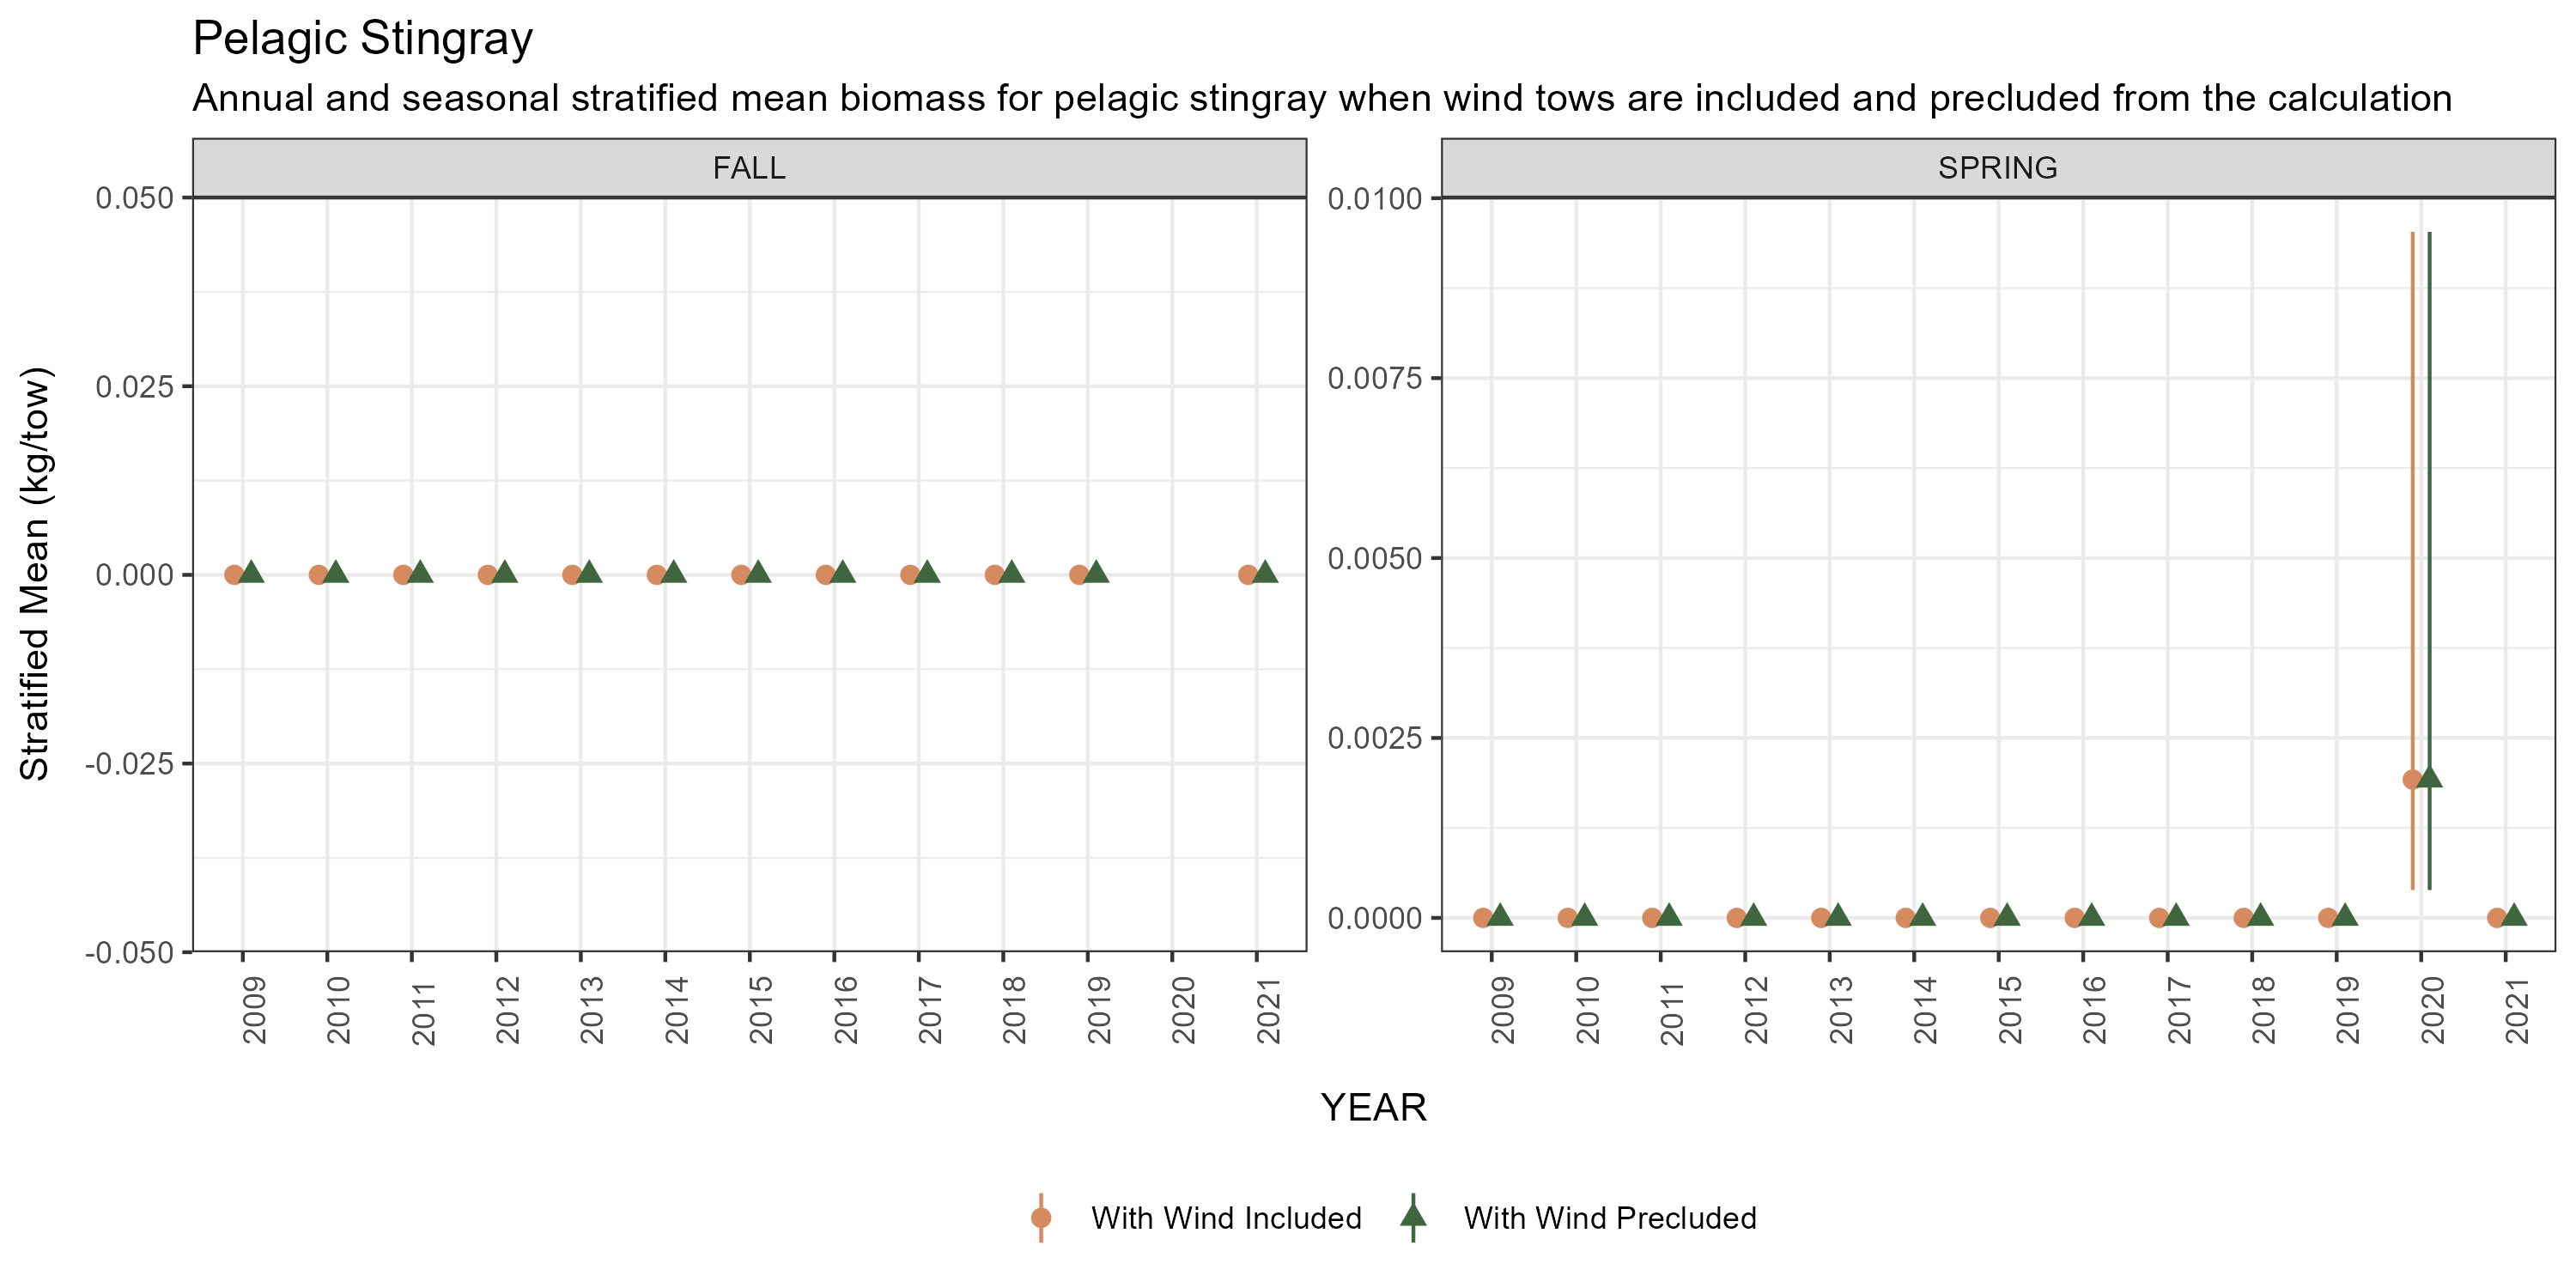 Pelagic Stingray
Annual and seasonal stratified mean biomass for pelagic stingray when wind tows are included and precluded from the calculation
FALL
SPRING
Stratified Mean (kg/tow)
0.050
0.025
0.000
-0.025
-0.050
0.0100
0.0075
0.0050
0.0025
0.0000
2009 2010 2011 2012 2013 2014 2015 2016 2017 2018 2019 2020 2021
2009 2010 2011 2012 2013 2014 2015 2016 2017 2018 2019 2020 2021
YEAR
With Wind Included With Wind Precluded